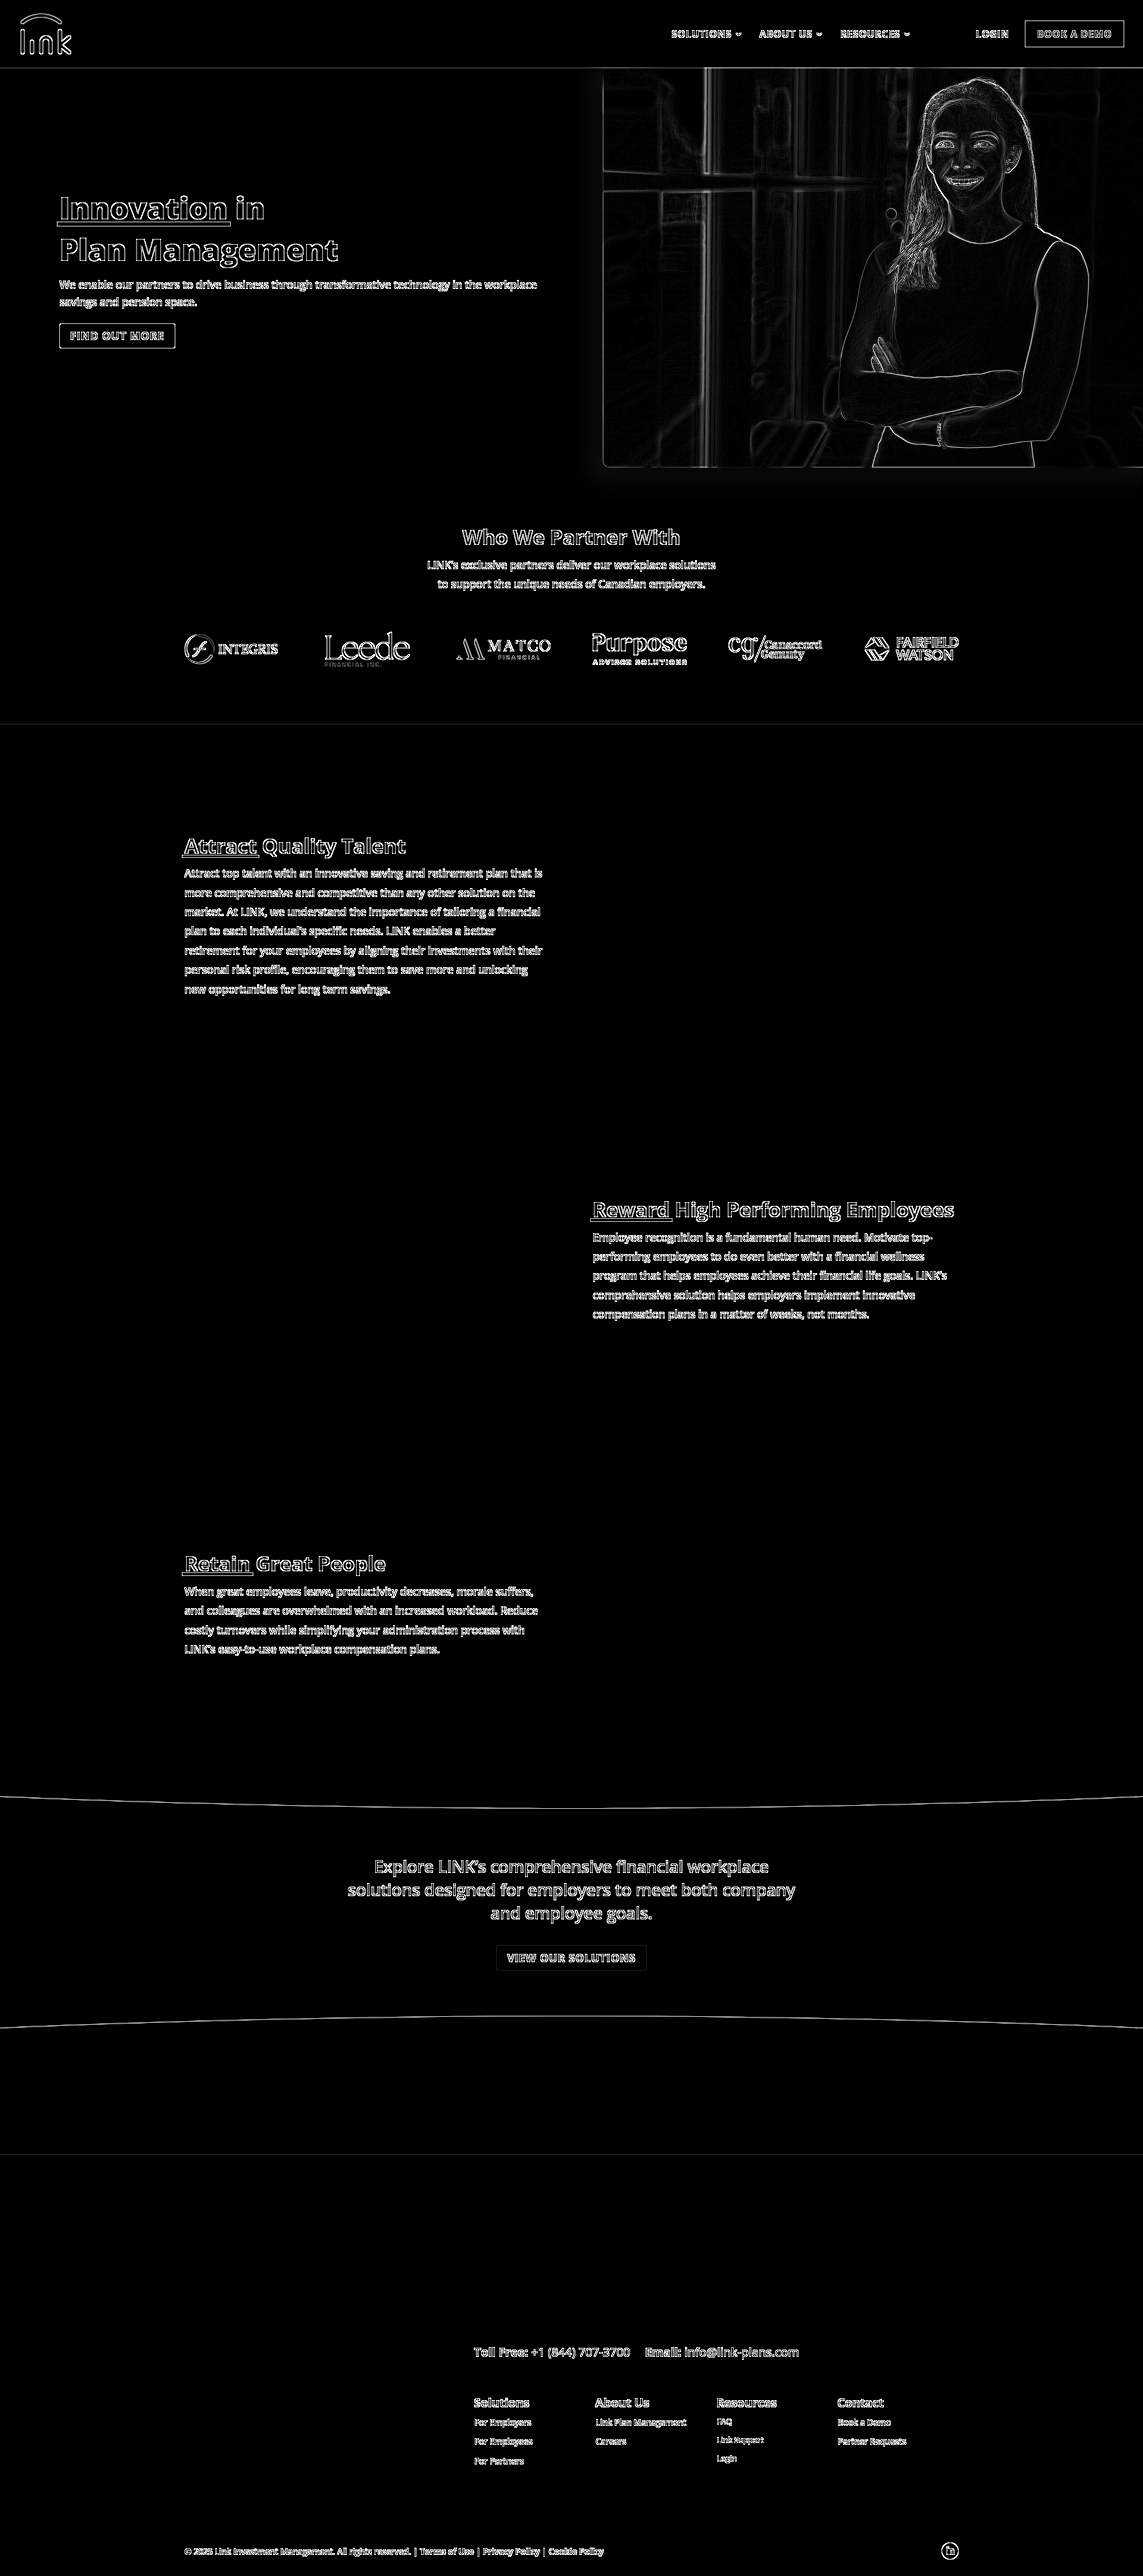 link
SOLUTIONS ABOUT US RESOURCES LOGIN BOOK A DEMO
Innovation in
Plan Management
We enable our partners to drive business through transformative technology in the workplace
savings and pension space.
FIND OUT MORE
Who We Partner With
LINK's exclusive partners deliver our workplace solutions
to support the unique needs of Canadian employers.
INTEGRIS
Leede
FINANCIAL INC.
MATCO
FINANCIAL
Purpose
ADVISOR SOLUTIONS
cg/Canaccord
Genuity
FAIRFIELD
WATSON
Attract Quality Talent
Attract top talent with an innovative saving and retirement plan that is
more comprehensive and competitive than any other solution on the
market. At LINK, we understand the importance of tailoring a financial
plan to each individual's specific needs. LINK enables a better
retirement for your employees by aligning their investments with their
personal risk profile, encouraging them to save more and unlocking
new opportunities for long term savings.
Reward High Performing Employees
Employee recognition is a fundamental human need. Motivate top-
performing employees to do even better with a financial wellness
program that helps employees achieve their financial life goals. LINK's
comprehensive solution helps employers implement innovative
compensation plans in a matter of weeks, not months.
Retain Great People
When great employees leave, productivity decreases, morale suffers,
and colleagues are overwhelmed with an increased workload. Reduce
costly turnovers while simplifying your administration process with
LINK's easy-to-use workplace compensation plans.
Explore LINK's comprehensive financial workplace
solutions designed for employers to meet both company
and employee goals.
VIEW OUR SOLUTIONS
Toll Free: +1 (844) 707-3700 Email: info@link-plans.com
Solutions
For Employers
For Employees
For Partners
About Us
Link Plan Management
Careers
Resources
FAQ
Link Support
Login
Contact
Book a Demo
Partner Requests
© 2025 Link Investment Management. All rights reserved. | Terms of Use | Privacy Policy | Cookie Policy
in